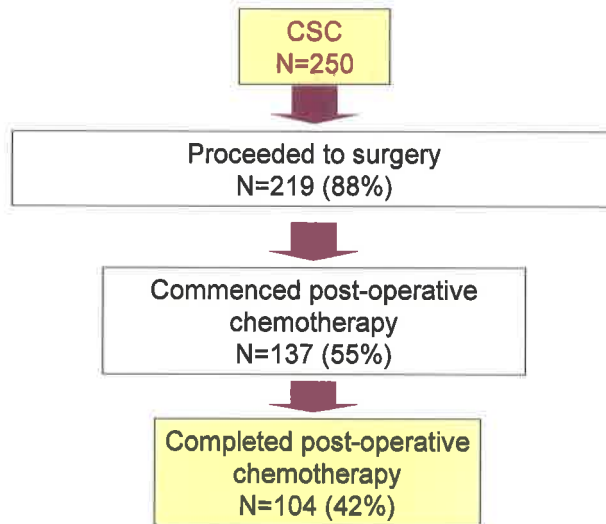 CSC
N=250
Proceeded to surgery
N=219 (88%)
Commenced post-operative
chemotherapy
N=137 (55%)
Completed post-operative
chemotherapy
N=104 (42%)